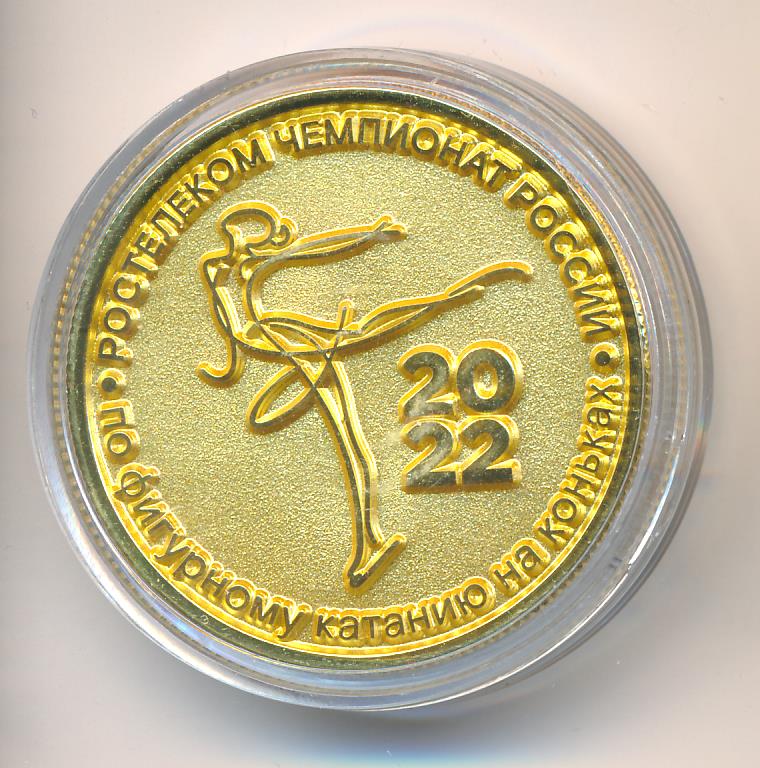 • РОСТЕЛЕКОМ ЧЕМПИОНАТ РОССИИ •
по фигурному катанию на коньках
20
22